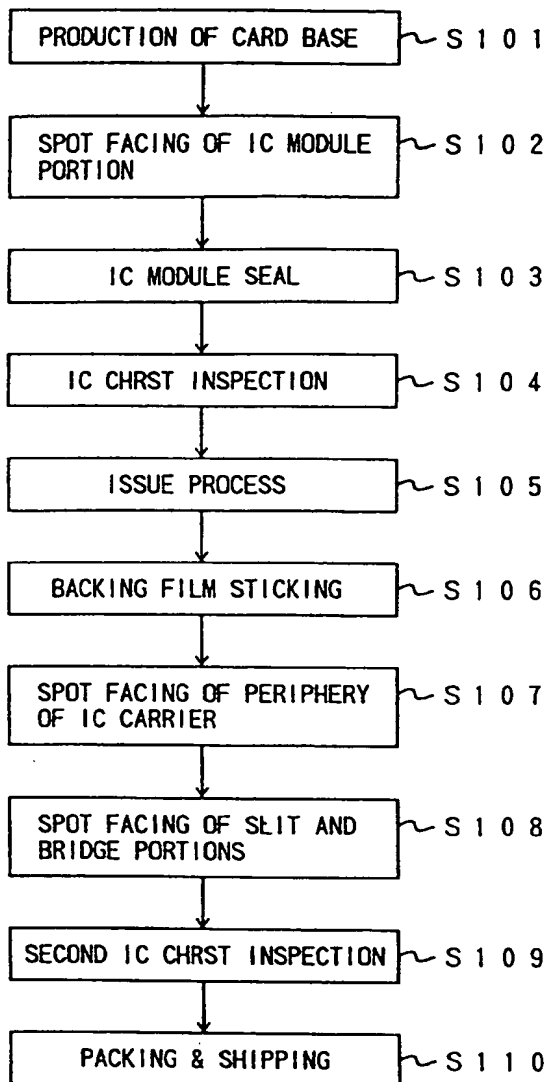 PRODUCTION OF CARD BASE S101
SPOT FACING OF IC MODULE S102
PORTION
IC MODULE SEAL S103
IC CHRST INSPECTION S104
ISSUE PROCESS S105
BACKING FILM STICKING S106
SPOT FACING OF PERIPHERY S107
OF IC CARRIER
SPOT FACING OF SLIT AND S108
BRIDGE PORTIONS
SECOND IC CHRST INSPECTION S109
PACKING & SHIPPING S110